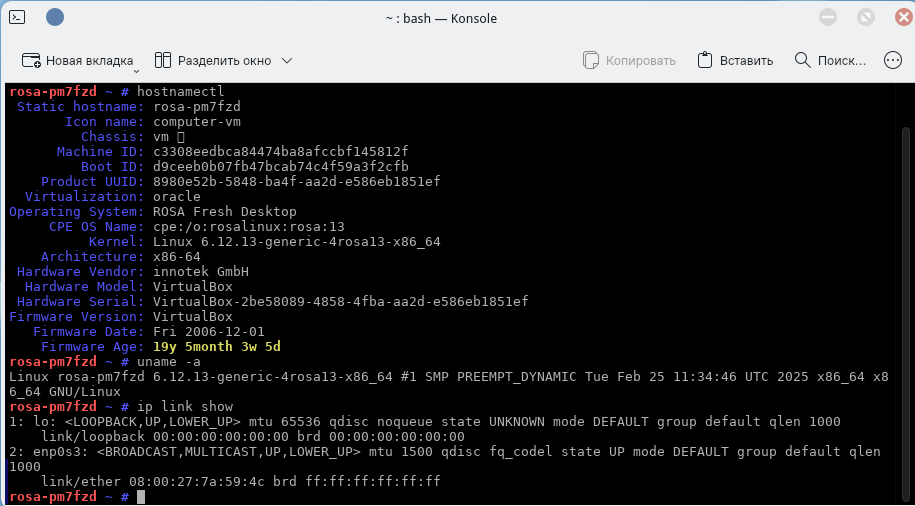 ~ : bash — Konsole
Новая вкладка
Разделить окно
Копировать
Вставить
Поиск...
rosa-pm7fzd ~ # hostnamectl
Static hostname: rosa-pm7fzd
Icon name: computer-vm
Chassis: vm
Machine ID: c3308eedbca84474ba8afccbf145812f
Boot ID: d9ceeb0b07fb47bcab74c4f59a3f2cfb
Product UUID: 8980e52b-5848-ba4f-aa2d-e586eb1851ef
Virtualization: oracle
Operating System: ROSA Fresh Desktop
CPE OS Name: cpe:/o:rosalinux:rosa:13
Kernel: Linux 6.12.13-generic-4rosa13-x86_64
Architecture: x86-64
Hardware Vendor: innotek GmbH
Hardware Model: VirtualBox
Hardware Serial: VirtualBox-2be58089-4858-4fba-aa2d-e586eb1851ef
Firmware Version: VirtualBox
Firmware Date: Fri 2006-12-01
Firmware Age: 19y 5month 3w 5d
rosa-pm7fzd ~ # uname -a
Linux rosa-pm7fzd 6.12.13-generic-4rosa13-x86_64 #1 SMP PREEMPT_DYNAMIC Tue Feb 25 11:34:46 UTC 2025 x86_64 x8
6_64 GNU/Linux
rosa-pm7fzd ~ # ip link show
1: lo: <LOOPBACK,UP,LOWER_UP> mtu 65536 qdisc noqueue state UNKNOWN mode DEFAULT group default qlen 1000
link/loopback 00:00:00:00:00:00 brd 00:00:00:00:00:00
2: enp0s3: <BROADCAST,MULTICAST,UP,LOWER_UP> mtu 1500 qdisc fq_codel state UP mode DEFAULT group default qlen
1000
link/ether 08:00:27:7a:59:4c brd ff:ff:ff:ff:ff:ff
rosa-pm7fzd ~ #